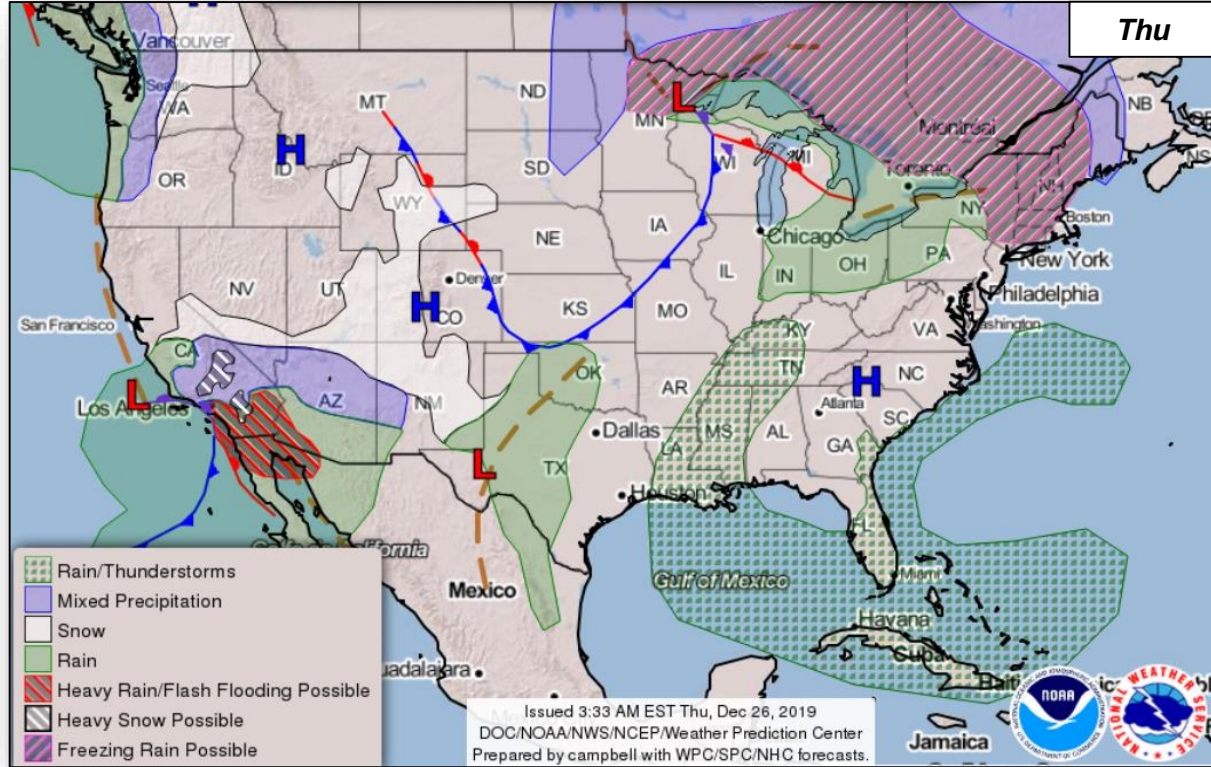 Thu
Vancouver
Seattle
WA
MT
ND
MN
Montreal
NB
NS
OR
ID
SD
WI
MI
Toronto
NH
WY
NY
Boston
IA
Chicago
NE
PA
New York
NV
UT
Denver
IL
IN
OH
Philadelphia
CO
KS
MO
San Francisco
KY
VA
Washington
CA
OK
TN
NC
L
Los Angeles
AZ
NM
AR
Atlanta
SC
Dallas
LA
MS
AL
GA
L
TX
Houston
FL
H
H
H
L
Mexico
Gulf of Mexico
Miami
Havana
Cuba
Jamaica
uadalajara
Rain/Thunderstorms
Mixed Precipitation
Snow
Rain
Heavy Rain/Flash Flooding Possible
Heavy Snow Possible
Freezing Rain Possible
Issued 3:33 AM EST Thu, Dec 26, 2019
DOC/NOAA/NWS/NCEP/Weather Prediction Center
Prepared by campbell with WPC/SPC/NHC forecasts.
NOAA
NATIONAL WEATHER SERVICE